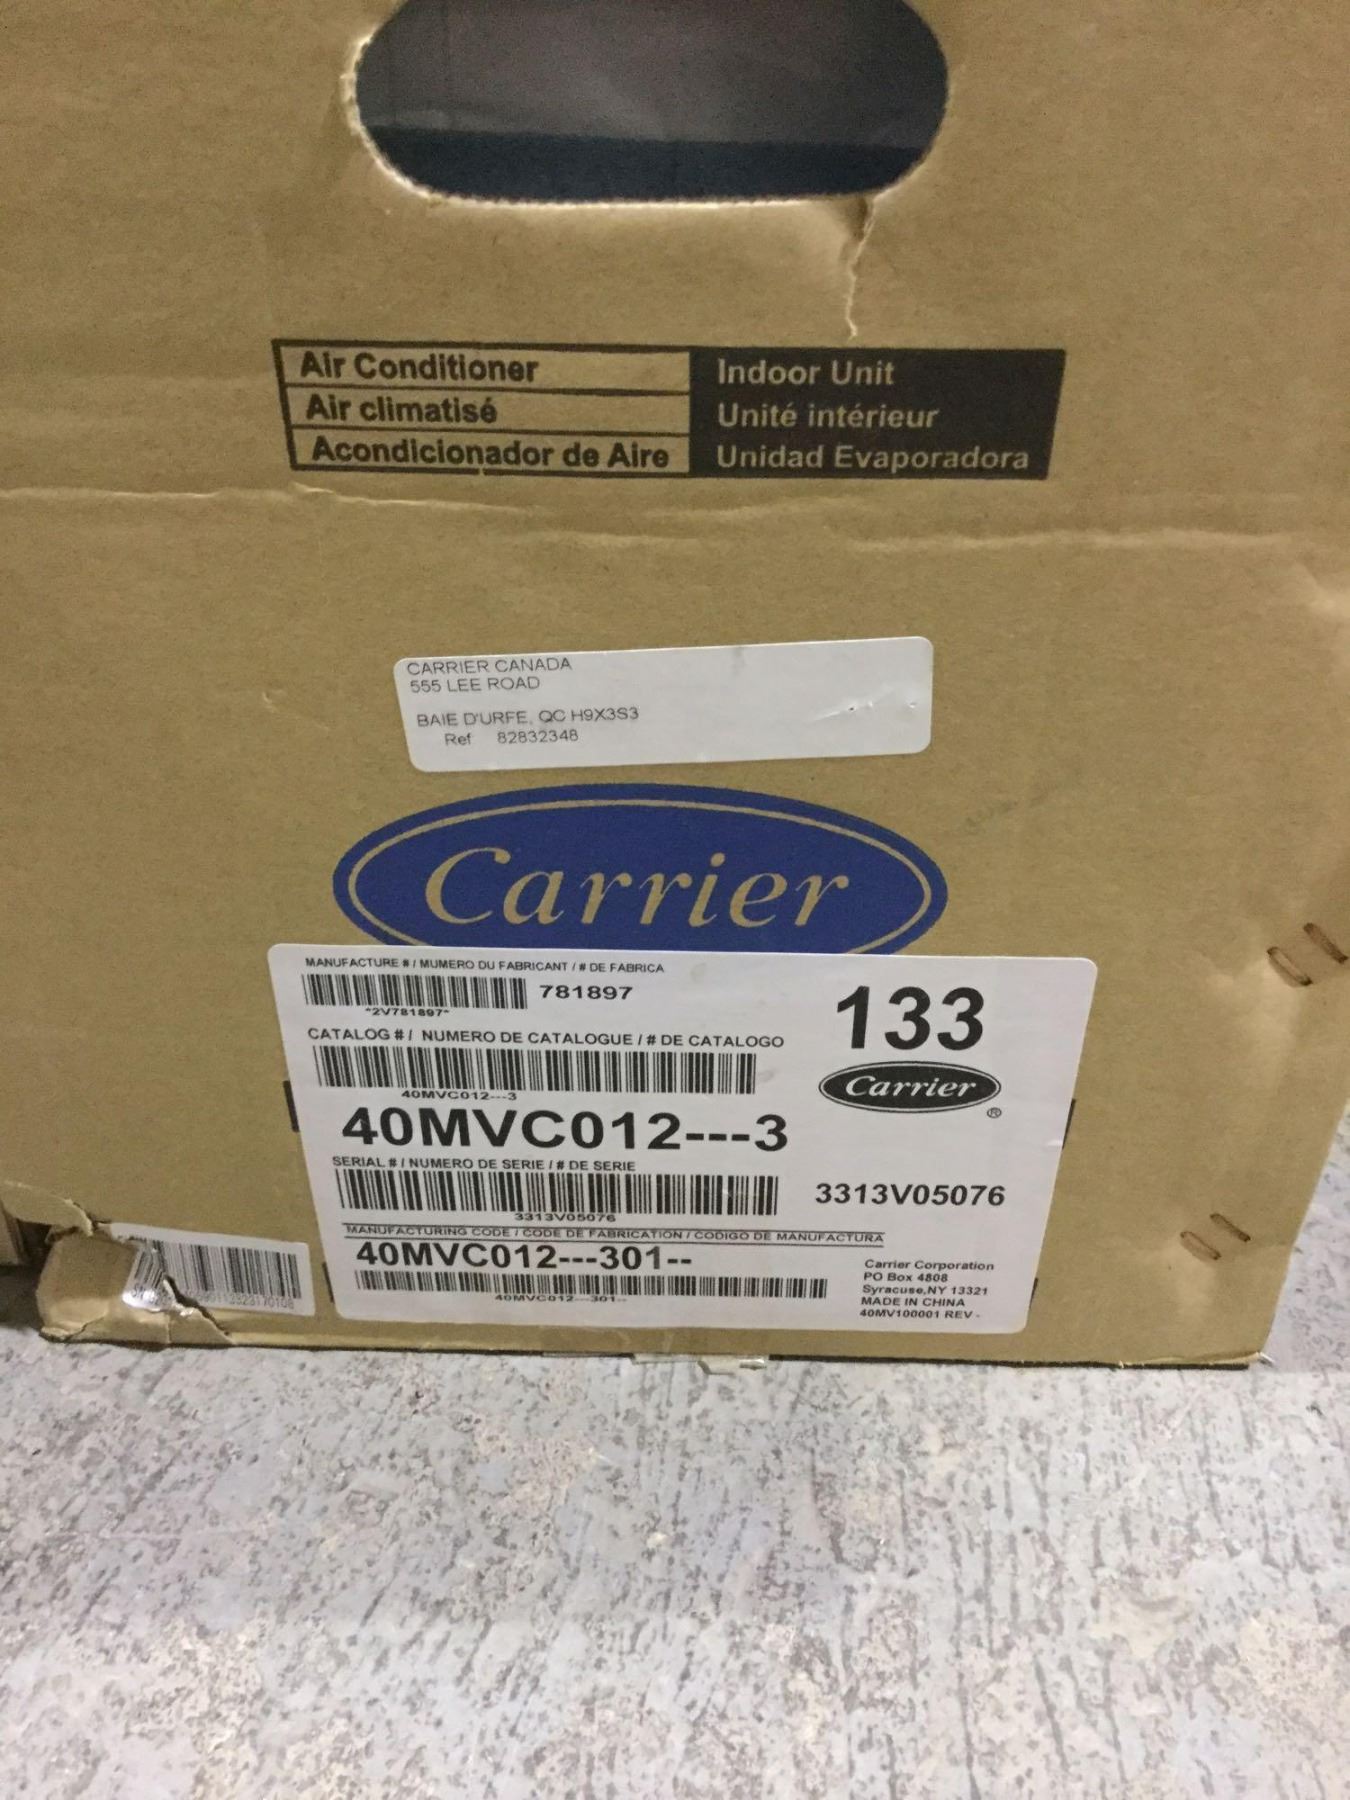 Air Conditioner
Air climatisé
Acondicionador de Aire
Indoor Unit
Unité intérieur
Unidad Evaporadora
CARRIER CANADA
555 LEE ROAD
BAIE D'URFE, QC H9X3S3
Ref 82832348
Carrier
MANUFACTURE # / MUMERO DU FABRICANT / # DE FABRICA
781897
*2V781897*
133
CATALOG # / NUMERO DE CATALOGUE / # DE CATALOGO
40MVC012---3
Carrier
®
40MVC012---3
SERIAL # / NUMERO DE SERIE / # DE SERIE
3313V05076
3313V05076
MANUFACTURING CODE / CODE DE FABRICATION / CODIGO DE MANUFACTURA
40MVC012---301--
40MVC012---301--
Carrier Corporation
PO Box 4808
Syracuse,NY 13321
MADE IN CHINA
40MV100001 REV -